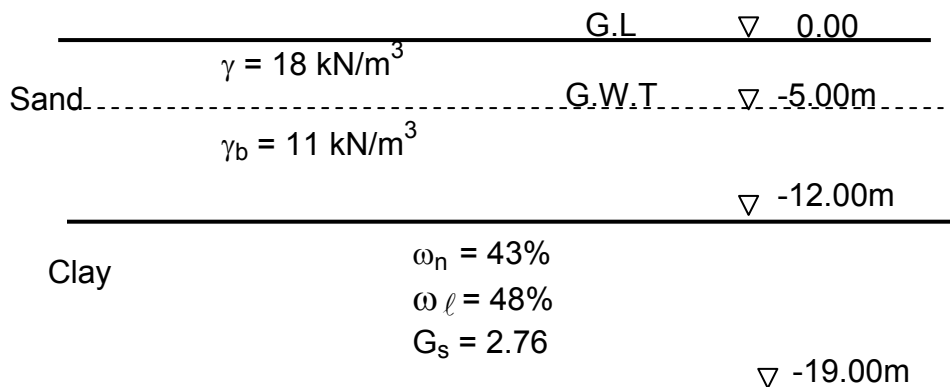 G.L ▽ 0.00
γ = 18 kN/m³
Sand G.W.T ▽ -5.00m
γb = 11 kN/m³
▽ -12.00m
ωn = 43%
Clay
ωℓ = 48%
Gs = 2.76
▽ -19.00m